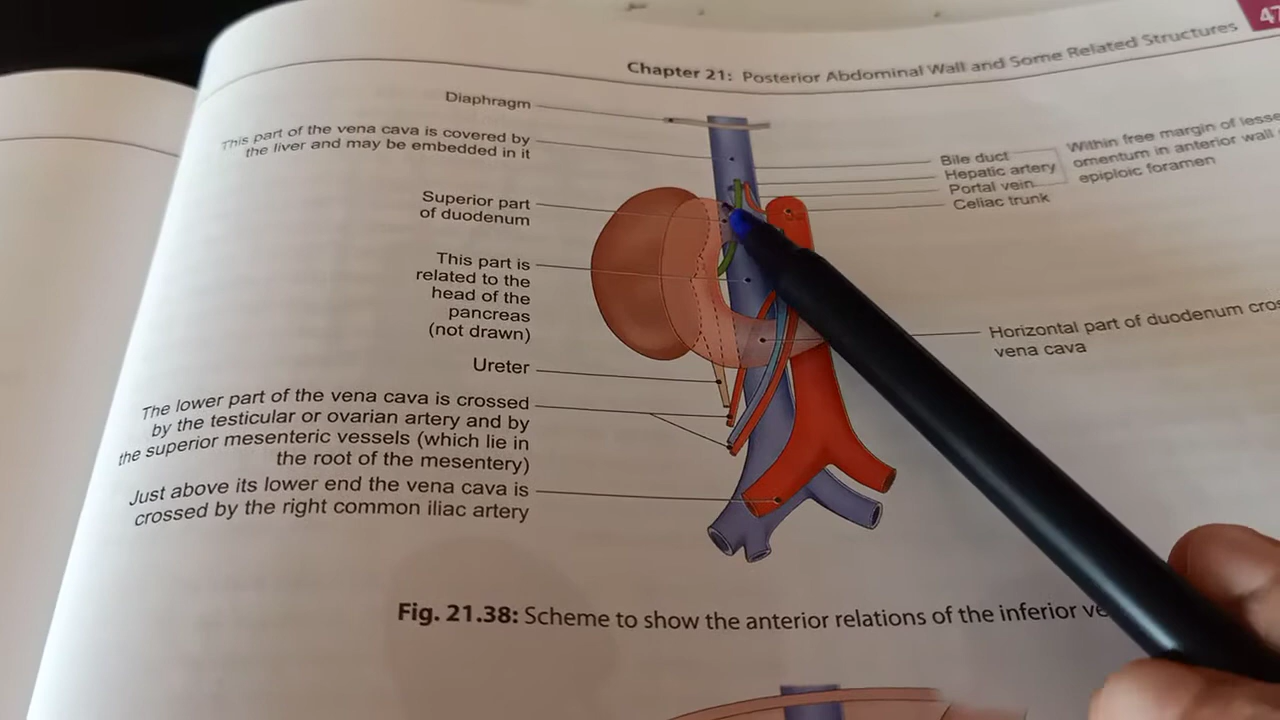 47
Chapter 21: Posterior Abdominal Wall and Some Related Structures
Diaphragm
This part of the vena cava is covered by
the liver and may be embedded in it
Superior part
of duodenum
This part is
related to the
head of the
pancreas
(not drawn)
Ureter
The lower part of the vena cava is crossed
by the testicular or ovarian artery and by
the superior mesenteric vessels (which lie in
the root of the mesentery)
Just above its lower end the vena cava is
crossed by the right common iliac artery
Bile duct
Hepatic artery
Portal vein
Celiac trunk
Within free margin of
omentum in anterior wall
epiploic foramen
Horizontal part of duodenum
vena cava
Fig. 21.38: Scheme to show the anterior relations of the inferior